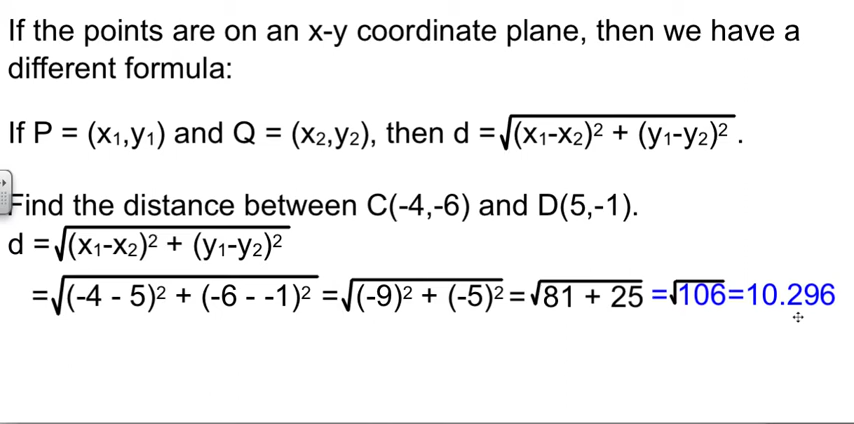 If the points are on an x-y coordinate plane, then we have a
different formula:
If P = (x₁,y₁) and Q = (x₂,y₂), then d =√(x₁-x₂)² + (y₁-y₂)² .
Find the distance between C(-4,-6) and D(5,-1).
d =√(x₁-x₂)² + (y₁-y₂)²
=√(-4 - 5)² + (-6 - -1)² =√(-9)² + (-5)² = √81 + 25 =√106=10.296